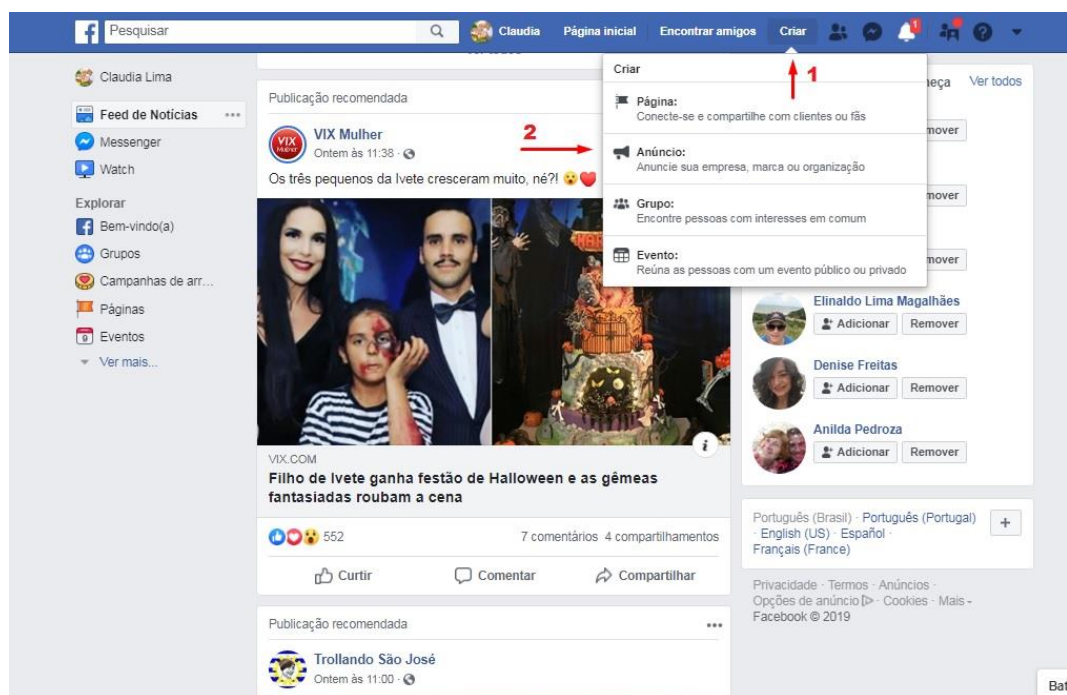 Pesquisar
Claudia
Página inicial
Encontrar amigos
Criar
1
Claudia Lima
Feed de Notícias
Messenger
Watch
Explorar
Bem-vindo(a)
Grupos
Campanhas de arr...
Páginas
9
Eventos
Ver mais...
Publicação recomendada
VIX
VIX Mulher
Ontem às 11:38
Os três pequenos da Ivete cresceram muito, né?!
2
1
Criar
Página:
Conecte-se e compartilhe com clientes ou fãs
Anúncio:
Anuncie sua empresa, marca ou organização
Grupo:
Encontre pessoas com interesses em comum
Evento:
Reúna as pessoas com um evento público ou privado
VIX.COM
Filho de Ivete ganha festão de Halloween e as gêmeas
fantasiadas roubam a cena
552
7 comentários 4 compartilhamentos
Curtir
Comentar
Compartilhar
Publicação recomendada
Trollando São José
Ontem às 11:00
Ver todos
Elinaldo Lima Magalhães
Adicionar
Remover
Denise Freitas
Adicionar
Remover
Anilda Pedroza
Adicionar
Remover
Português (Brasil) · Português (Portugal)
· English (US) · Español ·
Français (France)
Privacidade · Termos · Anúncios ·
Opções de anúncio · Cookies · Mais
Facebook © 2019